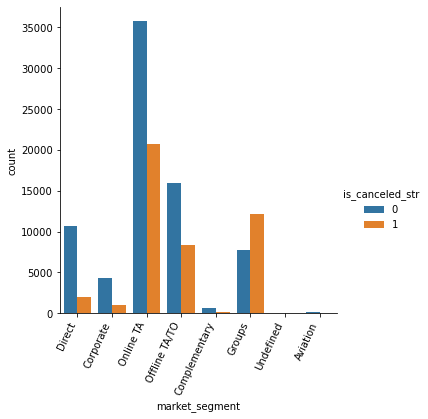 35000
30000
25000
20000
15000
10000
5000
0
count
Direct
Corporate
Online TA
Offline TA/TO
Complementary
Groups
Undefined
Aviation
market_segment
is_canceled_str
0
1